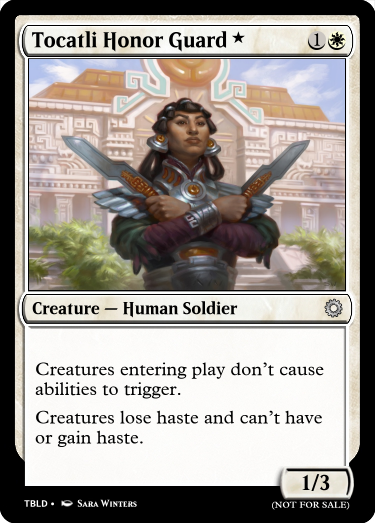 Tocatli Honor Guard ★ 1
Creature — Human Soldier
Creatures entering play don't cause
abilities to trigger.
Creatures lose haste and can't have
or gain haste.
1/3
TBLD • Sara Winters
(NOT FOR SALE)